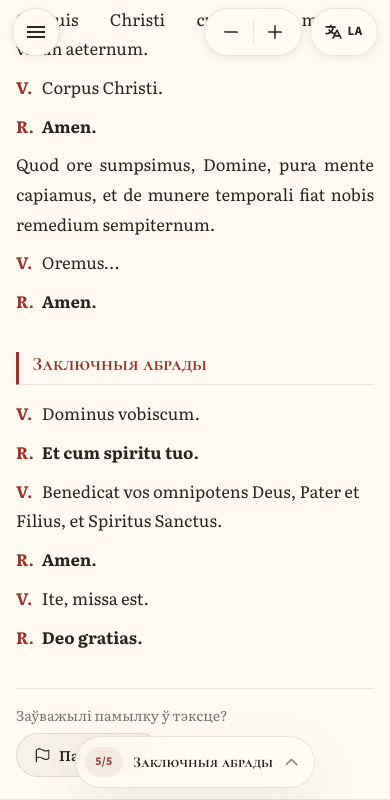 Christi
aeternum.
LA
V. Corpus Christi.
R. Amen.
Quod ore sumpsimus, Domine, pura mente
capiamus, et de munere temporali fiat nobis
remedium sempiternum.
V. Oremus...
R. Amen.
Заключныя абрады
V. Dominus vobiscum.
R. Et cum spiritu tuo.
V. Benedicat vos omnipotens Deus, Pater et
Filius, et Spiritus Sanctus.
R. Amen.
V. Ite, missa est.
R. Deo gratias.
Заўважылі памылку ў тэксце?
5/5 Заключныя абрады